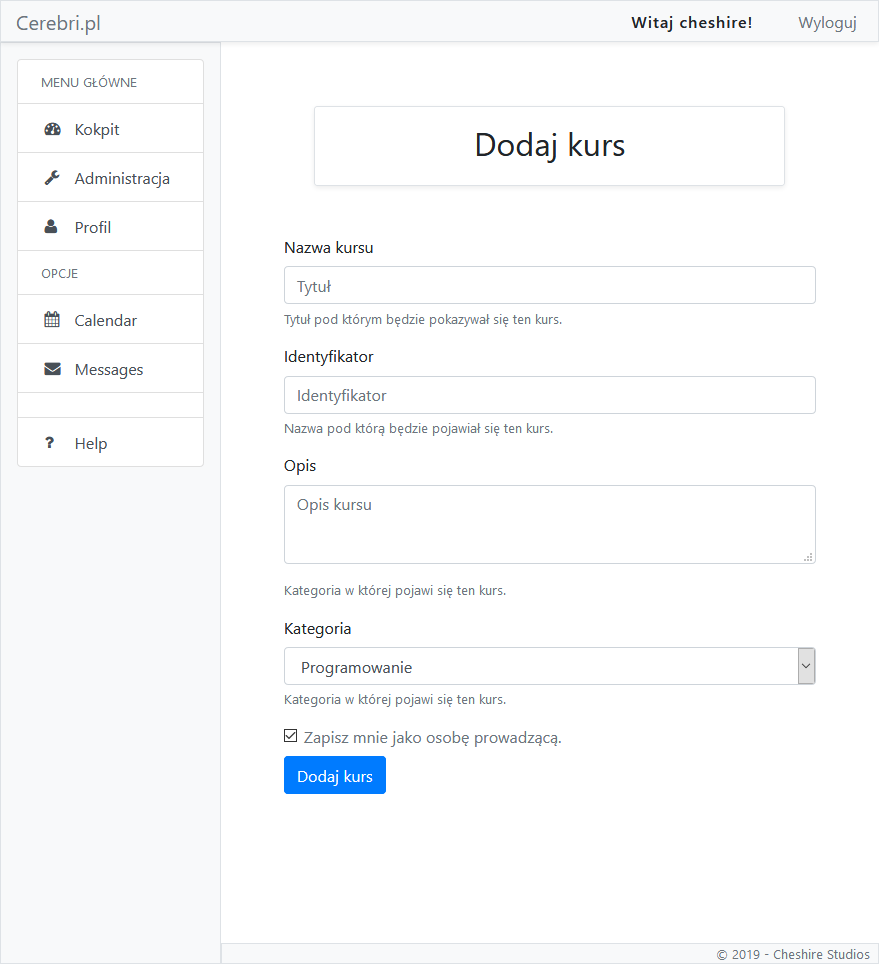 Cerebri.pl
Witaj cheshire!
Wyloguj
MENU GŁÓWNE
Kokpit
Administracja
Profil
OPCJE
Calendar
Messages
Help
Dodaj kurs
Nazwa kursu
Tytuł
Tytuł pod którym będzie pokazywał się ten kurs.
Identyfikator
Identyfikator
Nazwa pod którą będzie pojawiał się ten kurs.
Opis
Opis kursu
Kategoria w której pojawi się ten kurs.
Kategoria
Programowanie
Kategoria w której pojawi się ten kurs.
Zapisz mnie jako osobę prowadzącą.
Dodaj kurs
© 2019 - Cheshire Studios